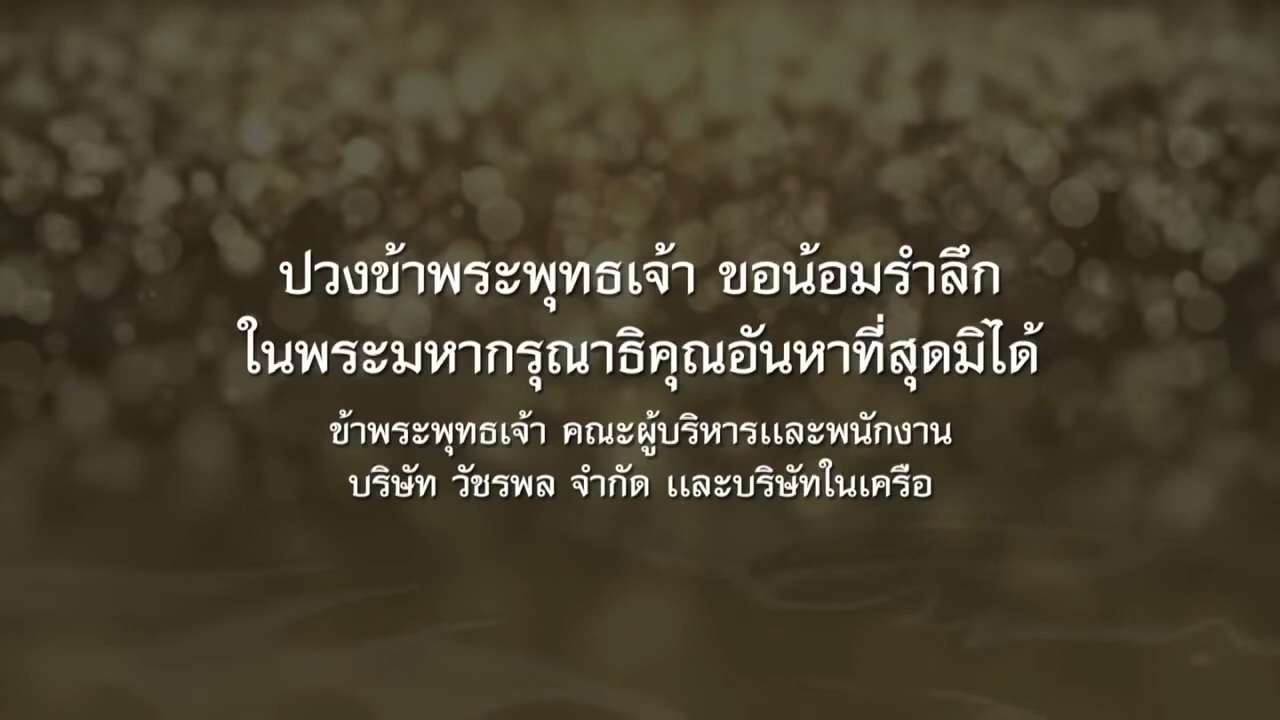 ปวงข้าพระพุทธเจ้า ขอน้อมรำลึก
ในพระมหากรุณาธิคุณอันหาที่สุดมิได้
ข้าพระพุทธเจ้า คณะผู้บริหารและพนักงาน
บริษัท วัชรพล จำกัด และบริษัทในเครือ